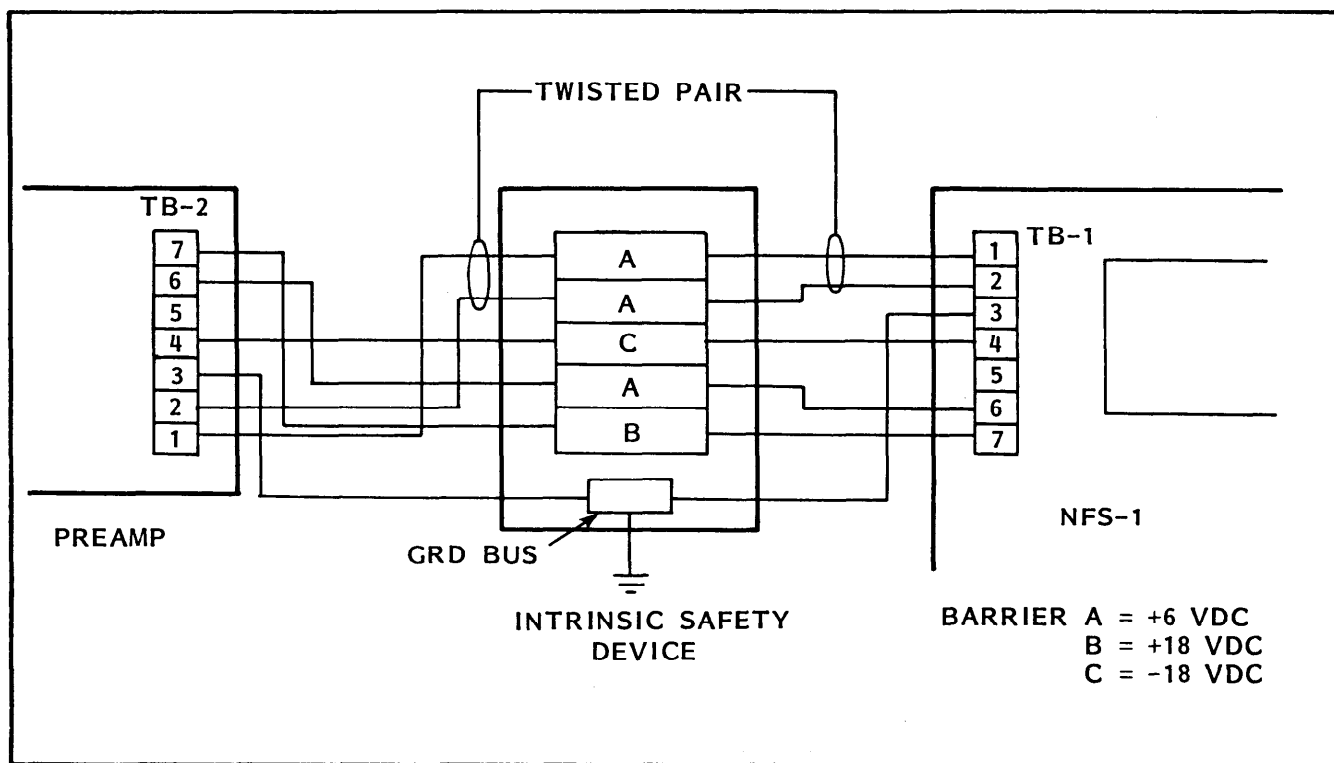 TWISTED PAIR
TB-2
7
6
5
4
3
2
1
PREAMP
A
A
C
A
B
GRD BUS
INTRINSIC SAFETY
DEVICE
TB-1
1
2
3
4
5
6
7
NFS-1
BARRIER A = +6 VDC
B = +18 VDC
C = -18 VDC